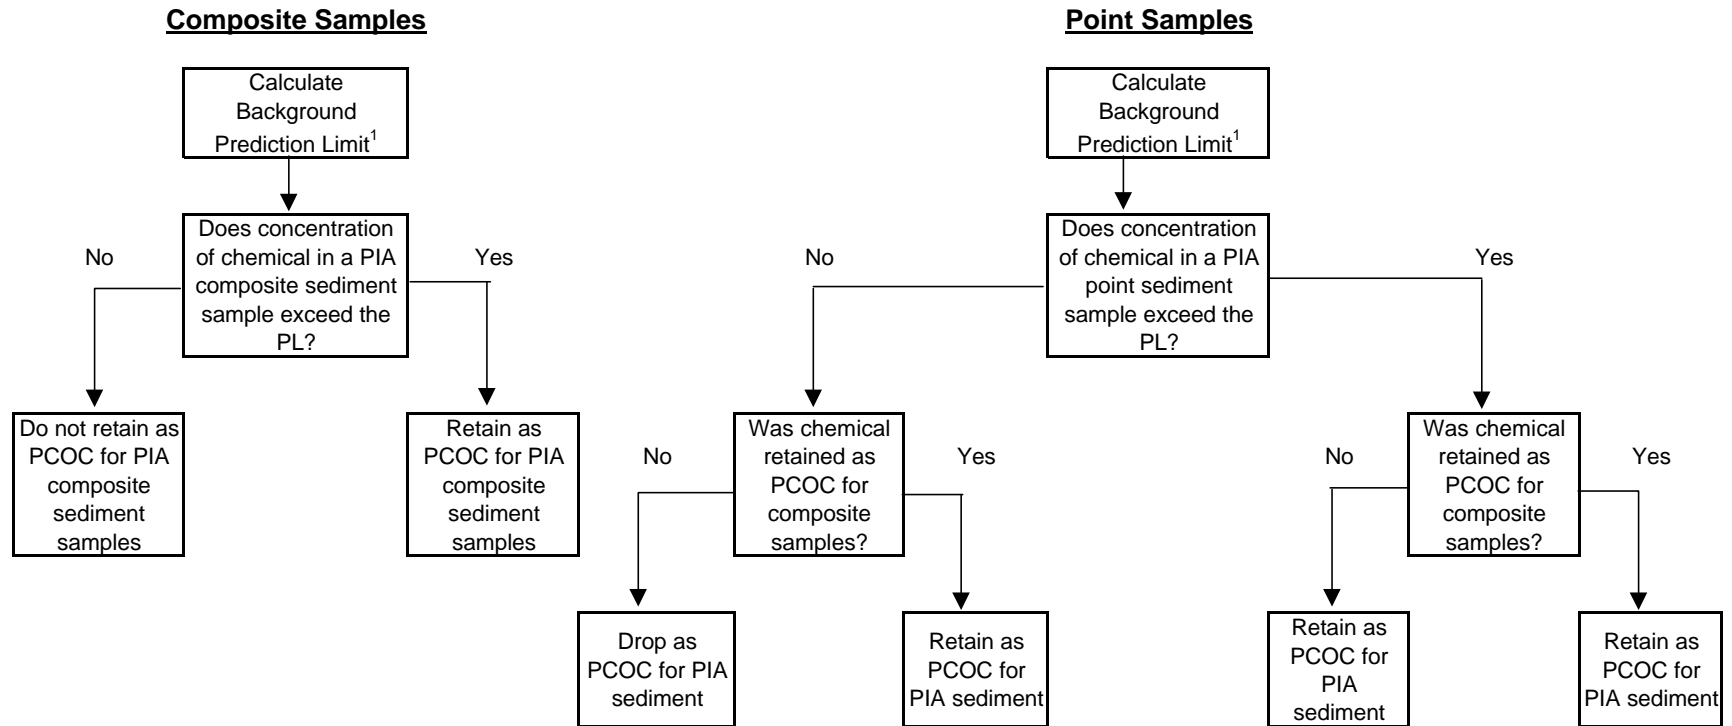 Composite Samples
Calculate
Background
Prediction Limit1
Does concentration
of chemical in a PIA
composite sediment
sample exceed the
PL?
No
Yes
Do not retain as
PCOC for PIA
composite
sediment
samples
Retain as
PCOC for PIA
composite
sediment
samples
Point Samples
Calculate
Background
Prediction Limit1
Does concentration
of chemical in a PIA
point sediment
sample exceed the
PL?
No
Yes
Was chemical
retained as
PCOC for
composite
samples?
No
Yes
Drop as
PCOC for PIA
sediment
Retain as
PCOC for
PIA sediment
Was chemical
retained as
PCOC for
composite
samples?
No
Yes
Retain as
PCOC for
PIA
sediment
Retain as
PCOC for
PIA sediment